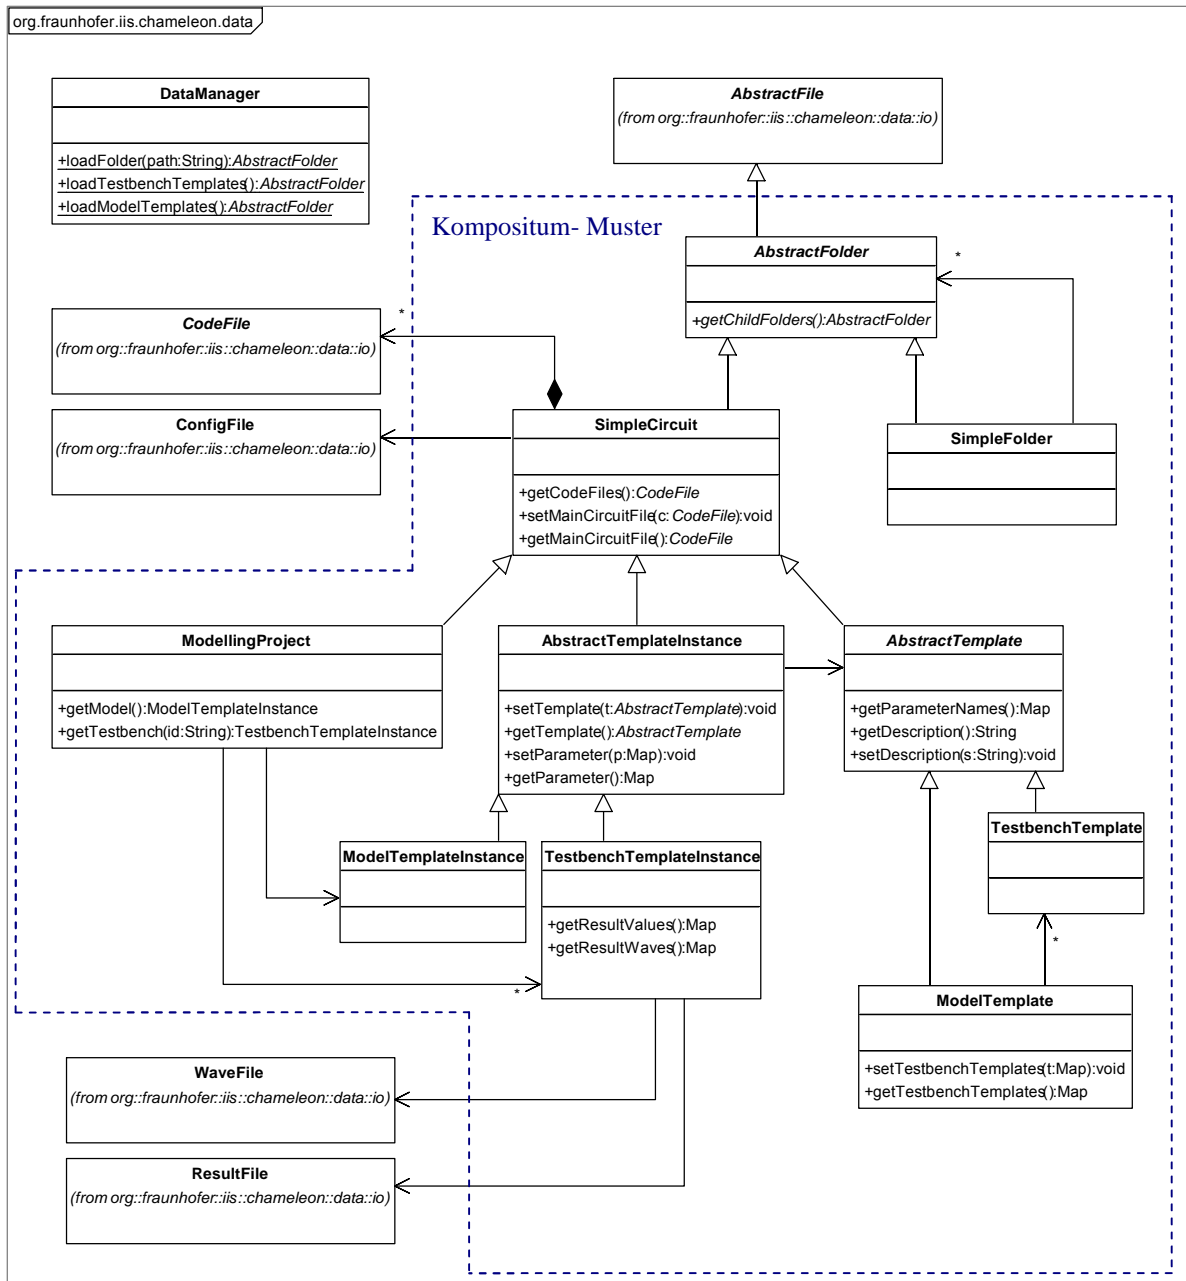 org.fraunhofer.iis.chameleon.data
DataManager
+loadFolder(path:String):AbstractFolder
+loadTestbenchTemplates():AbstractFolder
+loadModelTemplates():AbstractFolder
AbstractFile
(from org::fraunhofer::iis::chameleon::data::io)
Kompositum- Muster
AbstractFolder
+getChildFolders():AbstractFolder
*
CodeFile
(from org::fraunhofer::iis::chameleon::data::io)
*
ConfigFile
(from org::fraunhofer::iis::chameleon::data::io)
SimpleCircuit
+getCodeFiles():CodeFile
+setMainCircuitFile(c: CodeFile):void
+getMainCircuitFile():CodeFile
SimpleFolder
ModellingProject
+getModel():ModelTemplateInstance
+getTestbench(id:String):TestbenchTemplateInstance
AbstractTemplateInstance
+setTemplate(t:AbstractTemplate):void
+getTemplate():AbstractTemplate
+setParameter(p:Map):void
+getParameter():Map
AbstractTemplate
+getParameterNames():Map
+getDescription():String
+setDescription(s:String):void
ModelTemplateInstance
TestbenchTemplateInstance
+getResultValues():Map
+getResultWaves():Map
*
TestbenchTemplate
*
ModelTemplate
+setTestbenchTemplates(t:Map):void
+getTestbenchTemplates():Map
WaveFile
(from org::fraunhofer::iis::chameleon::data::io)
ResultFile
(from org::fraunhofer::iis::chameleon::data::io)